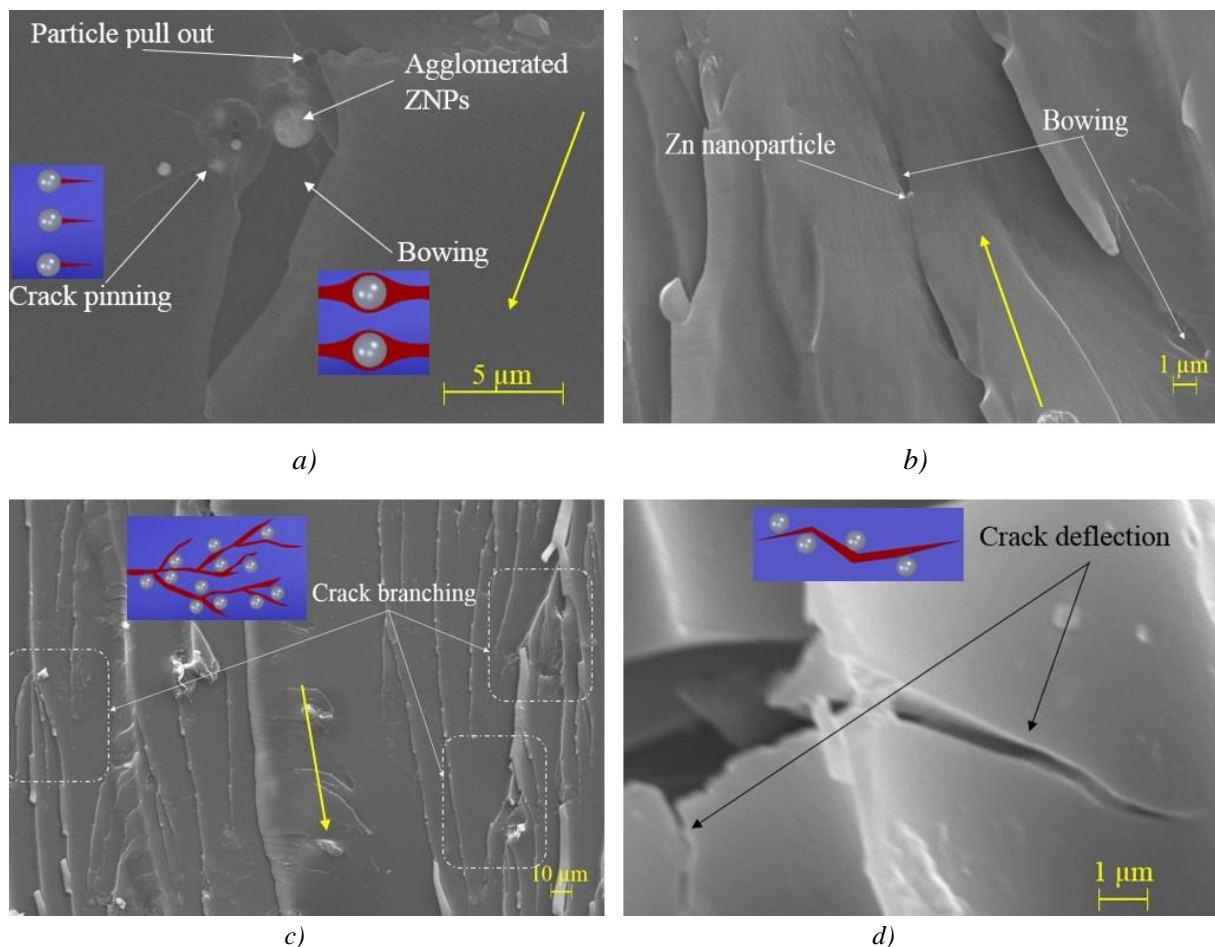 Particle pull out
Agglomerated
ZNPs
Bowing
Crack pinning
5 µm
a)
Bowing
Zn nanoparticle
1 µm
b)
Crack branching
10 µm
c)
Crack deflection
1 µm
d)